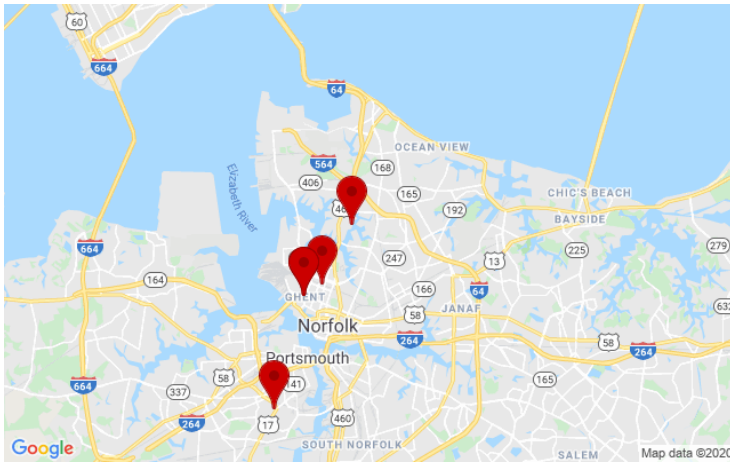 60
664
64
OCEAN VIEW
564
168
Elizabeth River
406
165
CHIC'S BEACH
192
BAYSIDE
460
664
225
279
247
13
164
166
64
GHENT
JANAF
58
632
Norfolk
264
58
264
Portsmouth
664
58
141
165
337
264
17
460
SOUTH NORFOLK
SALEM
Google
Map data ©2020